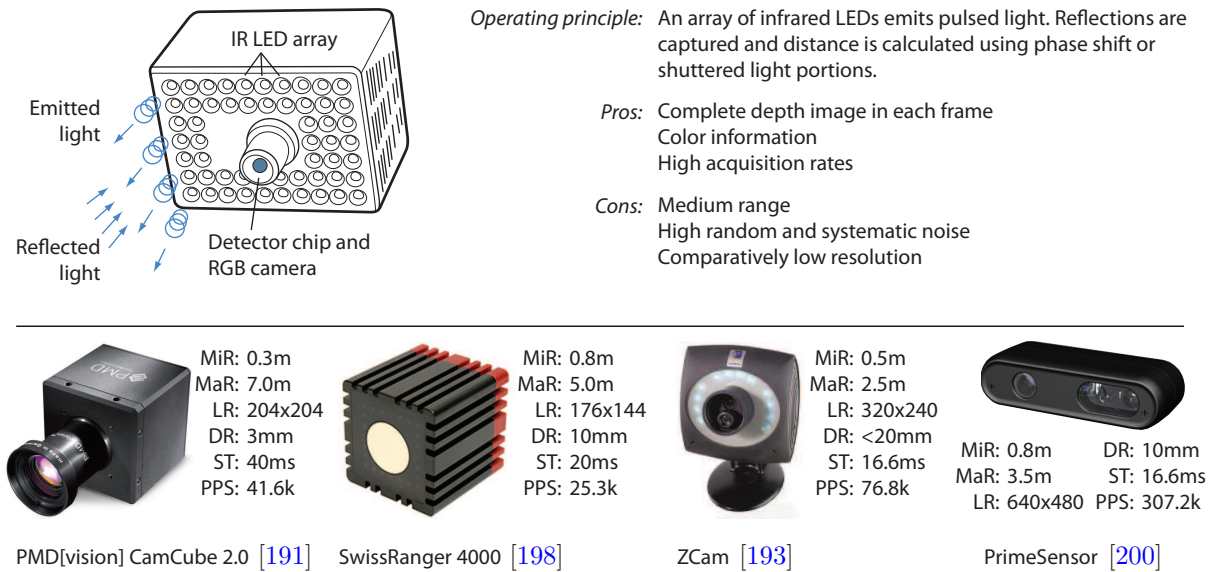 IR LED array
Emitted
light
Reflected
light
Detector chip and
RGB camera
Operating principle: An array of infrared LEDs emits pulsed light. Reflections are
captured and distance is calculated using phase shift or
shuttered light portions.
Pros: Complete depth image in each frame
Color information
High acquisition rates
Cons: Medium range
High random and systematic noise
Comparatively low resolution
PMD
MiR: 0.3m
MaR: 7.0m
LR: 204x204
DR: 3mm
ST: 40ms
PPS: 41.6k
PMD[vision] CamCube 2.0 [191]
MiR: 0.8m
MaR: 5.0m
LR: 176x144
DR: 10mm
ST: 20ms
PPS: 25.3k
SwissRanger 4000 [198]
MiR: 0.5m
MaR: 2.5m
LR: 320x240
DR: <20mm
ST: 16.6ms
PPS: 76.8k
ZCam [193]
MiR: 0.8m DR: 10mm
MaR: 3.5m ST: 16.6ms
LR: 640x480 PPS: 307.2k
PrimeSensor [200]